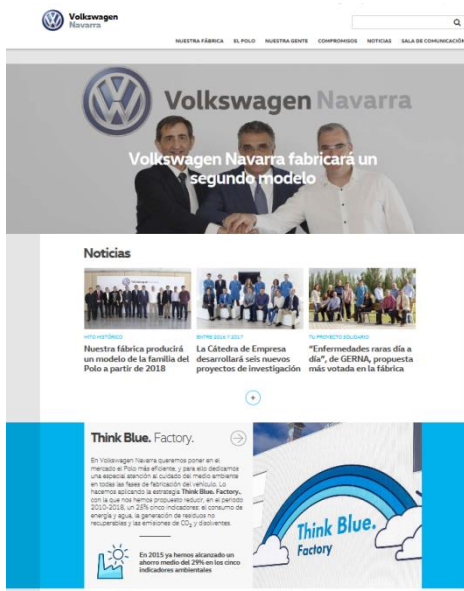 Volkswagen
Navarra
NUESTRA FÁBRICA EL POLO NUESTRA GENTE COMPROMISOS NOTICIAS SALA DE COMUNICACIÓN
Volkswagen Navarra
Volkswagen Navarra fabricará un
segundo modelo
Noticias
HITO HISTÓRICO
Nuestra fábrica producirá
un modelo de la familia del
Polo a partir de 2018
ENTRE 2016 Y 2017
La Cátedra de Empresa
desarrollará seis nuevos
proyectos de investigación
TU PROYECTO SOLIDARIO
“Enfermedades raras día a
día”, de GERNA, propuesta
más votada en la fábrica
Think Blue. Factory.
En Volkswagen Navarra queremos poner en el
mercado el Polo más eficiente, y para ello dedicamos
una especial atención al cuidado del medio ambiente
en todas las fases de fabricación del vehículo. Lo
hacemos aplicando la estrategia Think Blue. Factory.,
con la que nos hemos propuesto reducir, en el periodo
2010-2018, un 25% cinco indicadores: el consumo de
energía y agua, la generación de residuos no
recuperables y las emisiones de CO₂ y disolventes.
En 2015 ya hemos alcanzado un
ahorro medio del 29% en los cinco
indicadores ambientales
Think Blue.
Factory